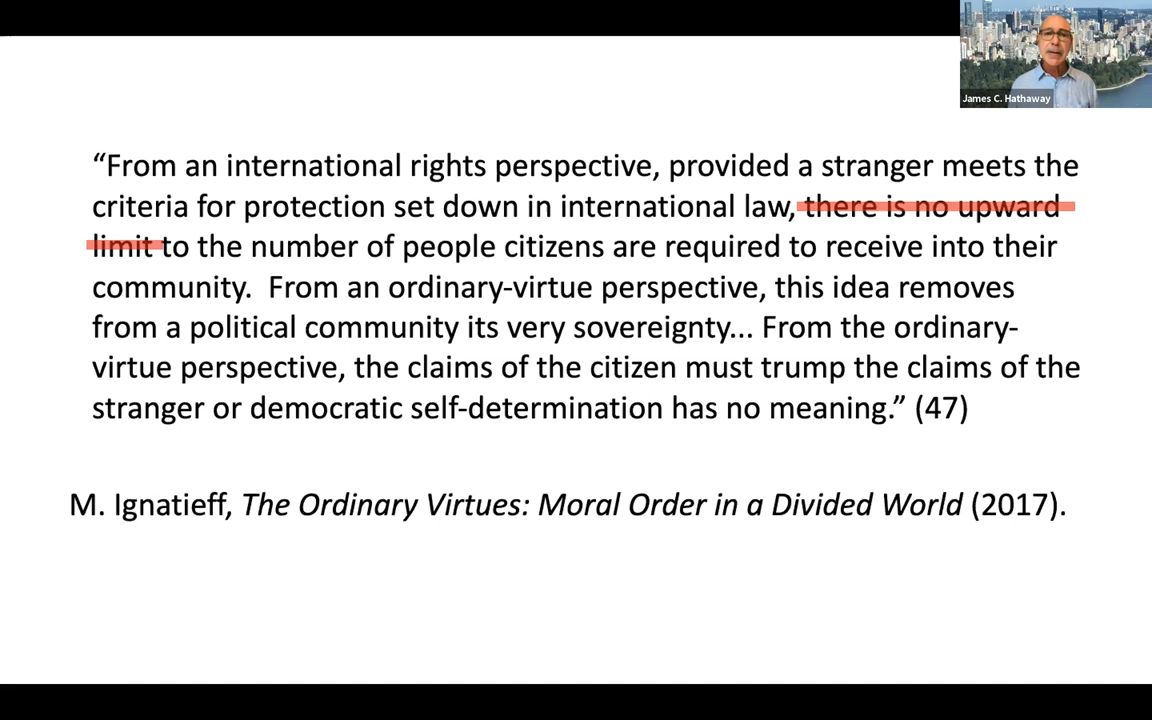 James C. Hathaway
“From an international rights perspective, provided a stranger meets the
criteria for protection set down in international law, there is no upward
limit to the number of people citizens are required to receive into their
community.  From an ordinary-virtue perspective, this idea removes
from a political community its very sovereignty... From the ordinary-
virtue perspective, the claims of the citizen must trump the claims of the
stranger or democratic self-determination has no meaning.” (47)
M. Ignatieff, The Ordinary Virtues: Moral Order in a Divided World (2017).